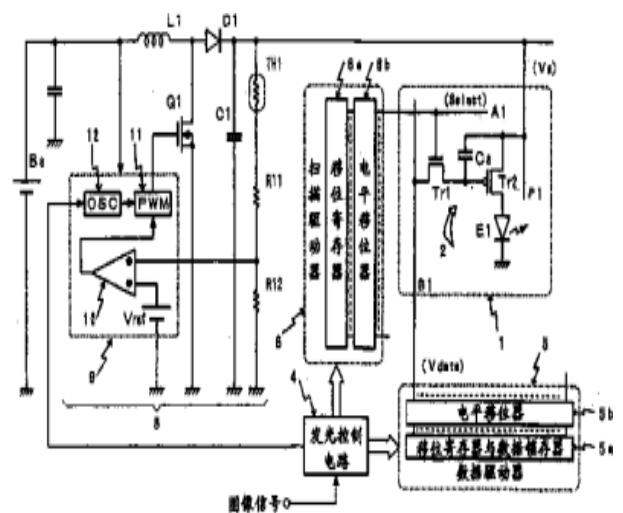 L1
D1
TH1
6a
6b
(Va)
(Select)
A1
Q1
C1
Ca
12
11
Ba
OSC
PWM
扫描驱动器
移位寄存器
电平移位器
Tr1
Tr2
P1
R11
E1
2
B1
10
Vref
R12
9
6
1
8
4
(Vdata)
5
电平移位器
5b
发光控制
电路
移位寄存器与数据锁存器
5a
数据驱动器
图像信号